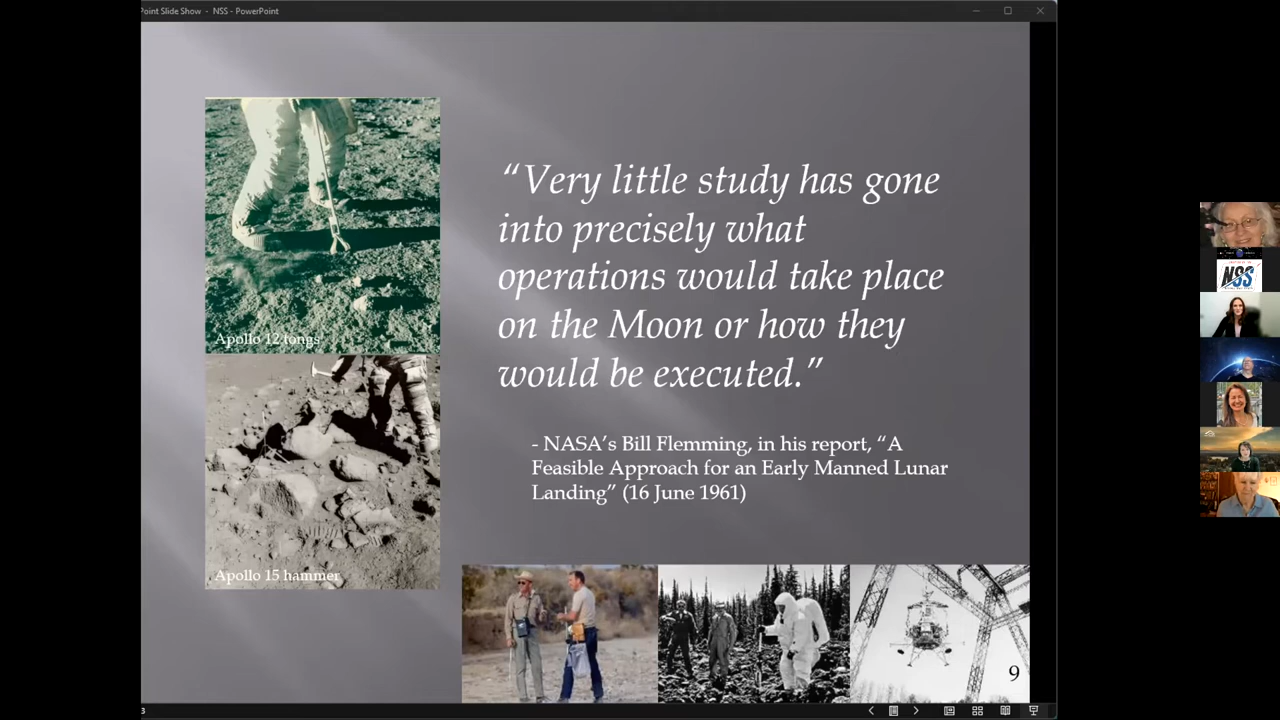 Point Slide Show - NSS - PowerPoint
Apollo 12 tongs
Apollo 15 hammer
“Very little study has gone
into precisely what
operations would take place
on the Moon or how they
would be executed.”
- NASA’s Bill Flemming, in his report, “A
Feasible Approach for an Early Manned Lunar
Landing” (16 June 1961)
9
NSS